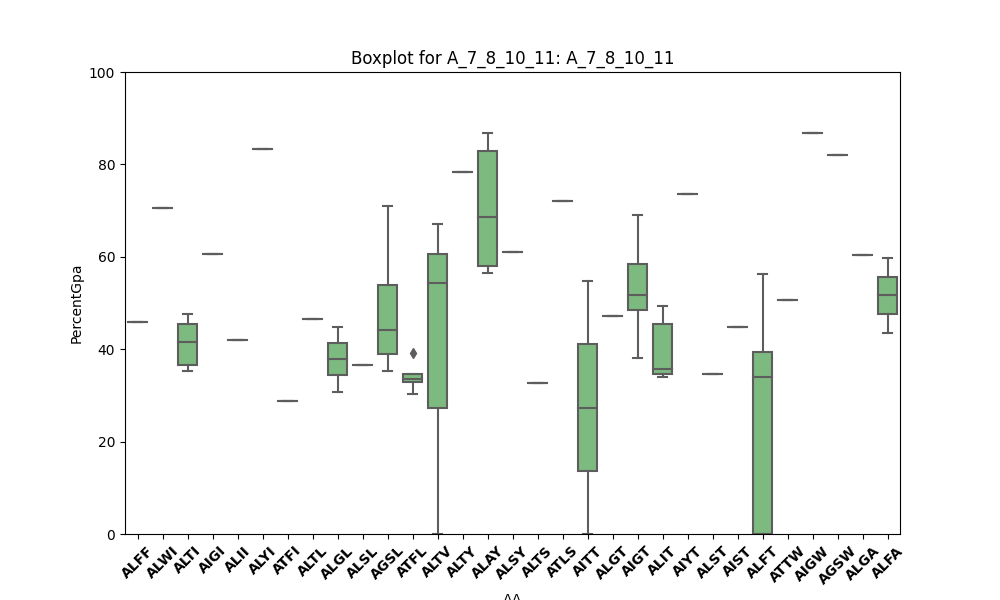 Boxplot for A_7_8_10_11: A_7_8_10_11
100
80
60
40
20
0
PercentGpa
ALFF
ALWI
ALTI
AIGI
ALII
ALYI
ATFI
ALTL
ALGL
ALSL
AGSL
ATFL
ALTV
ALTY
ALAY
ALSY
ALTS
ATLS
AITT
ALGT
AIGT
ALIT
AIYT
ALST
AIST
ALFT
ATTW
AIGW
AGSW
ALGA
ALFA
AA